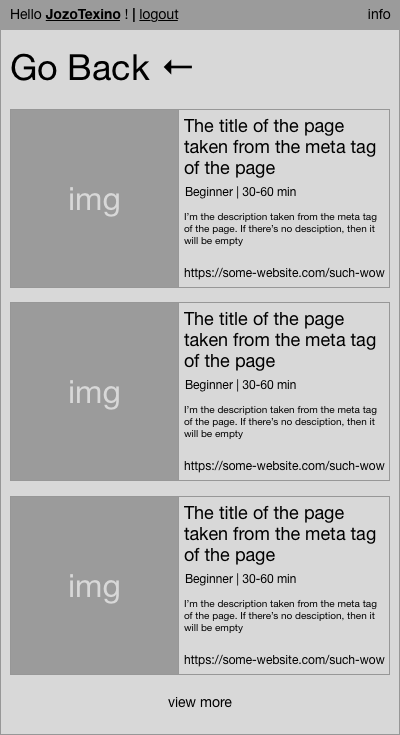 Hello JozoTexino ! | logout info
Go Back ←
img
The title of the page
taken from the meta tag
of the page
Beginner | 30-60 min
I'm the description taken from the meta tag
of the page. If there's no desciption, then it
will be empty
https://some-website.com/such-wow
img
The title of the page
taken from the meta tag
of the page
Beginner | 30-60 min
I'm the description taken from the meta tag
of the page. If there's no desciption, then it
will be empty
https://some-website.com/such-wow
img
The title of the page
taken from the meta tag
of the page
Beginner | 30-60 min
I'm the description taken from the meta tag
of the page. If there's no desciption, then it
will be empty
https://some-website.com/such-wow
view more